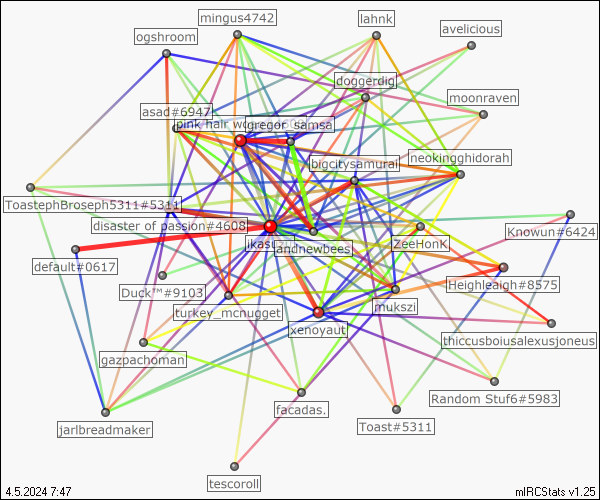 mingus4742
lahnk
avelicious
ogshroom
doggerdig
moonraven
asad#6947
pink hair
gregor_samsa
bigcitysamurai
neokingghidorah
ToastephBroseph5311#5311
disaster of passion#4608
Knowun#6424
jkas
andnewbees
ZeeHonK
default#0617
Duck™#9103
Heighleaigh#8575
turkey_mcnugget
mukszi
xenoyaut
thiccusboiusalexusjoneus
gazpachoman
Random Stuf6#5983
facadas.
Toast#5311
jarlbreadmaker
tescoroll
4.5.2024 7:47
mIRCStats v1.25